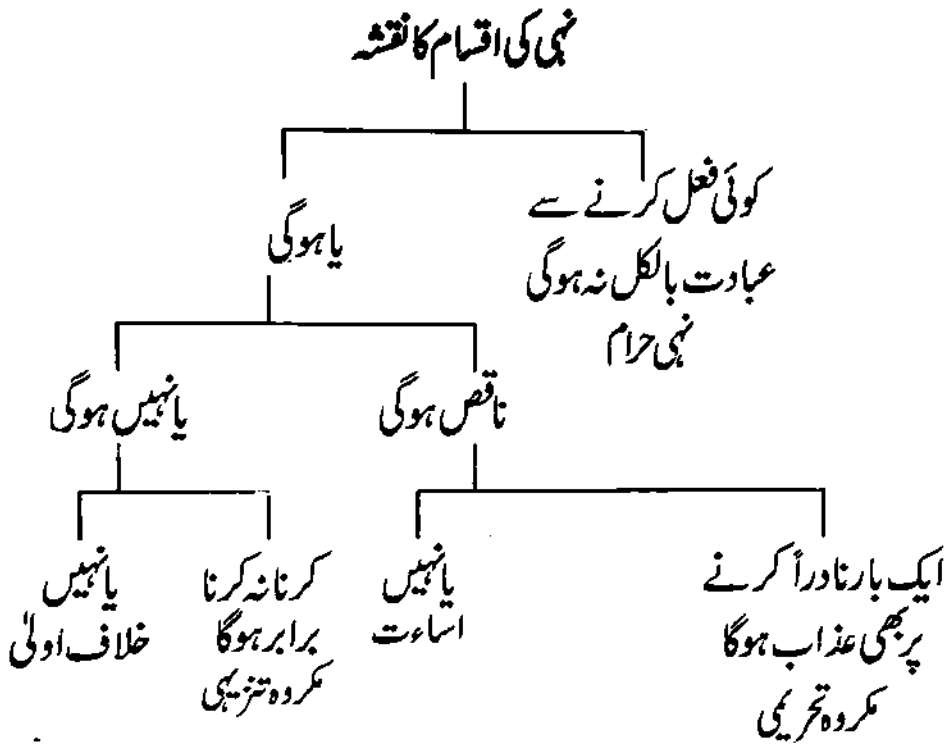 نہی کی اقسام کا نقشہ
کوئی فعل کرنے سے
عبادت بالکل نہ ہوگی
نہی حرام
یا ہوگی
ناقص ہوگی
یا نہیں ہوگی
ایک بار نادراً کرنے
پر بھی عذاب ہوگا
مکروہ تحریمی
یا نہیں
اساءت
کرنا نہ کرنا
برابر ہوگا
مکروہ تنزیہی
یا نہیں
خلاف اولیٰ